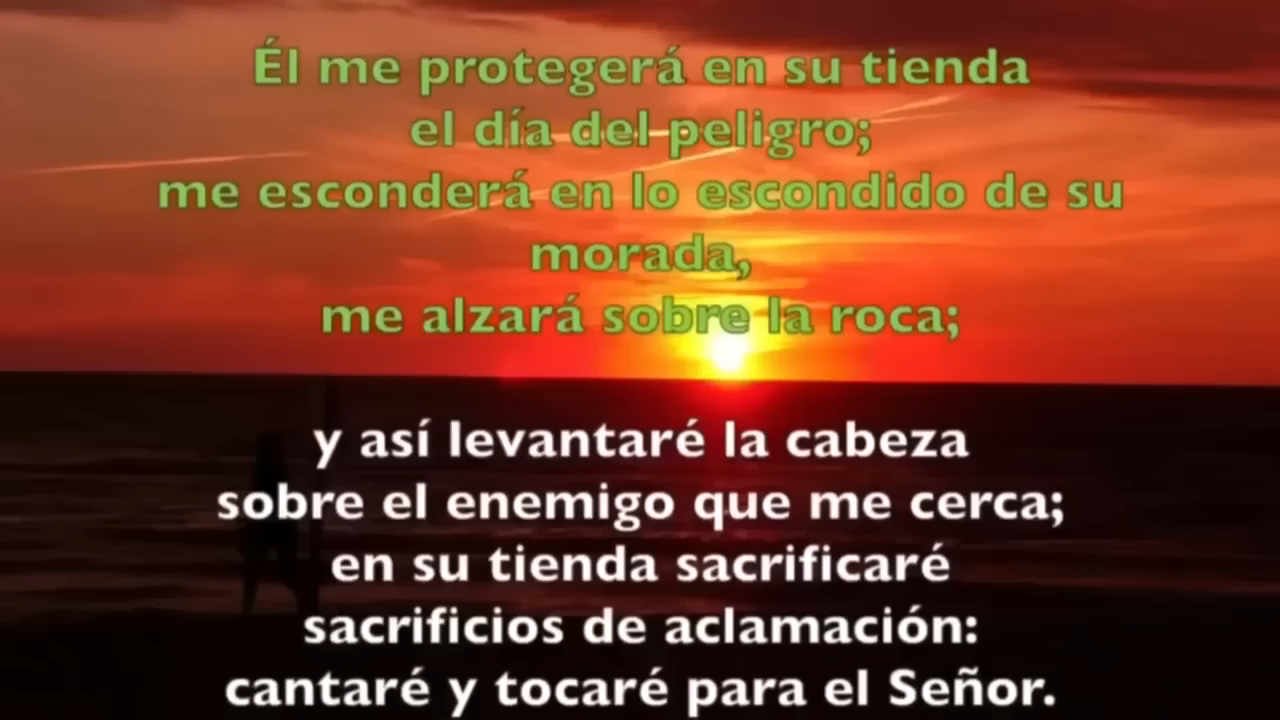 Él me protegerá en su tienda
el día del peligro;
me esconderá en lo escondido de su
morada,
me alzará sobre la roca;
y así levantaré la cabeza
sobre el enemigo que me cerca;
en su tienda sacrificaré
sacrificios de aclamación:
cantaré y tocaré para el Señor.